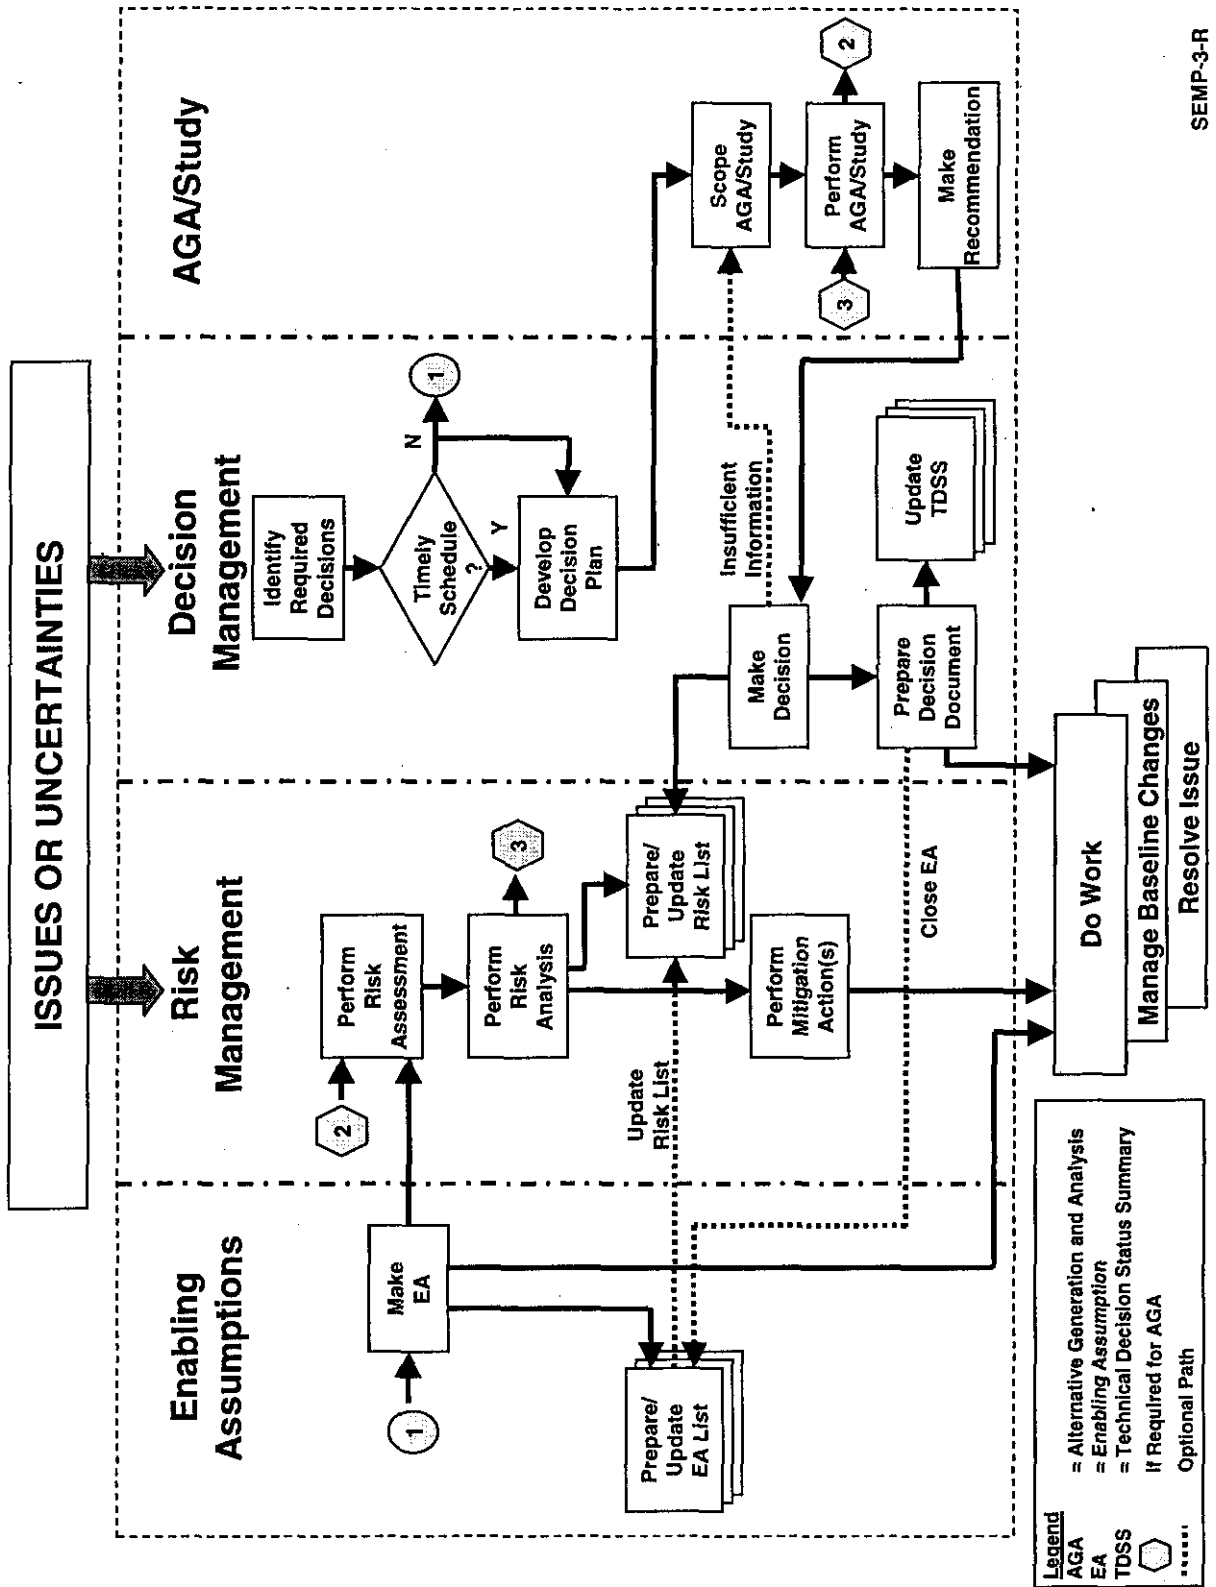 ISSUES OR UNCERTAINTIES
Enabling
Assumptions
Risk
Management
Decision
Management
AGA/Study
1
Make
EA
Prepare/
Update
EA List
2
Perform
Risk
Assessment
Perform
Risk
Analysis
3
Prepare/
Update
Risk List
Update
Risk List
Perform
Mitigation
Action(s)
Close EA
Identify
Required
Decisions
Timely
Schedule
?
N
1
Y
Develop
Decision
Plan
Insufficient
Information
Make
Decision
Prepare
Decision
Document
Update
TDSS
Scope
AGA/Study
3
Perform
AGA/Study
2
Make
Recommendation
Do Work
Manage Baseline Changes
Resolve Issue
Legend
AGA = Alternative Generation and Analysis
EA = Enabling Assumption
TDSS = Technical Decision Status Summary
If Required for AGA
Optional Path
SEMP-3-R